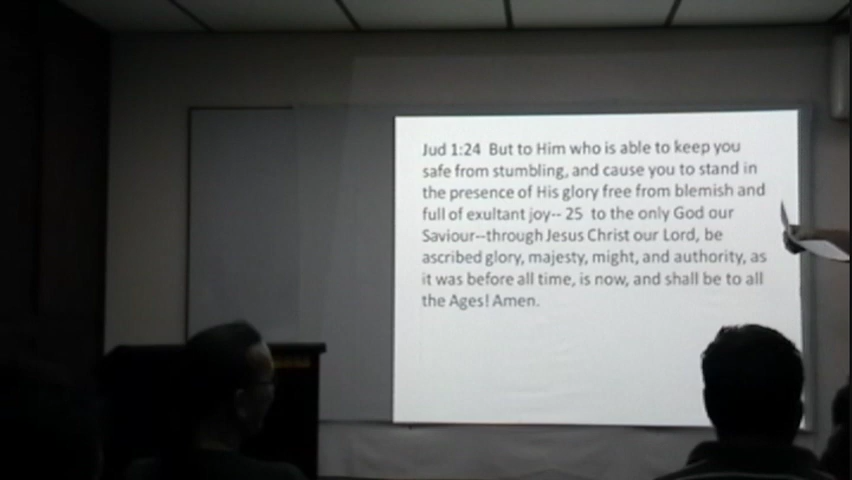 Jud 1:24 But to Him who is able to keep you
safe from stumbling, and cause you to stand in
the presence of His glory free from blemish and
full of exultant joy-- 25 to the only God our
Saviour--through Jesus Christ our Lord, be
ascribed glory, majesty, might, and authority, as
it was before all time, is now, and shall be to all
the Ages! Amen.